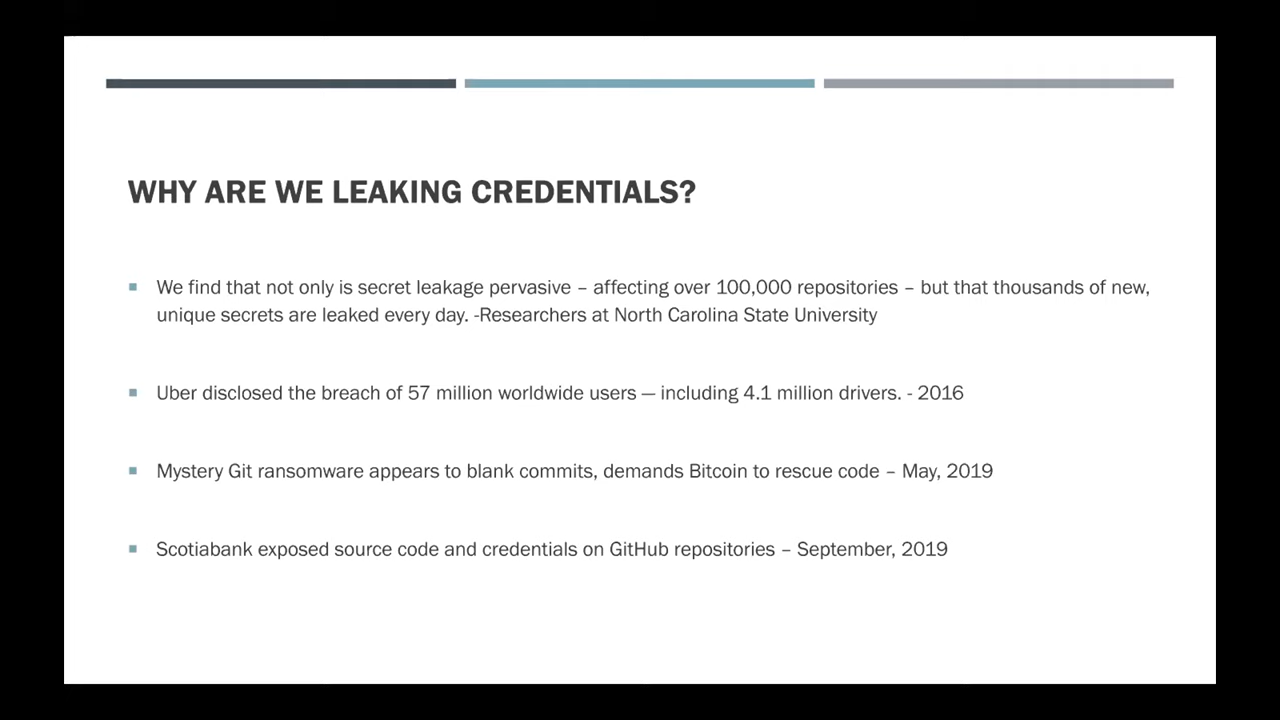 WHY ARE WE LEAKING CREDENTIALS?
We find that not only is secret leakage pervasive – affecting over 100,000 repositories – but that thousands of new,
unique secrets are leaked every day. -Researchers at North Carolina State University
Uber disclosed the breach of 57 million worldwide users — including 4.1 million drivers. - 2016
Mystery Git ransomware appears to blank commits, demands Bitcoin to rescue code – May, 2019
Scotiabank exposed source code and credentials on GitHub repositories – September, 2019